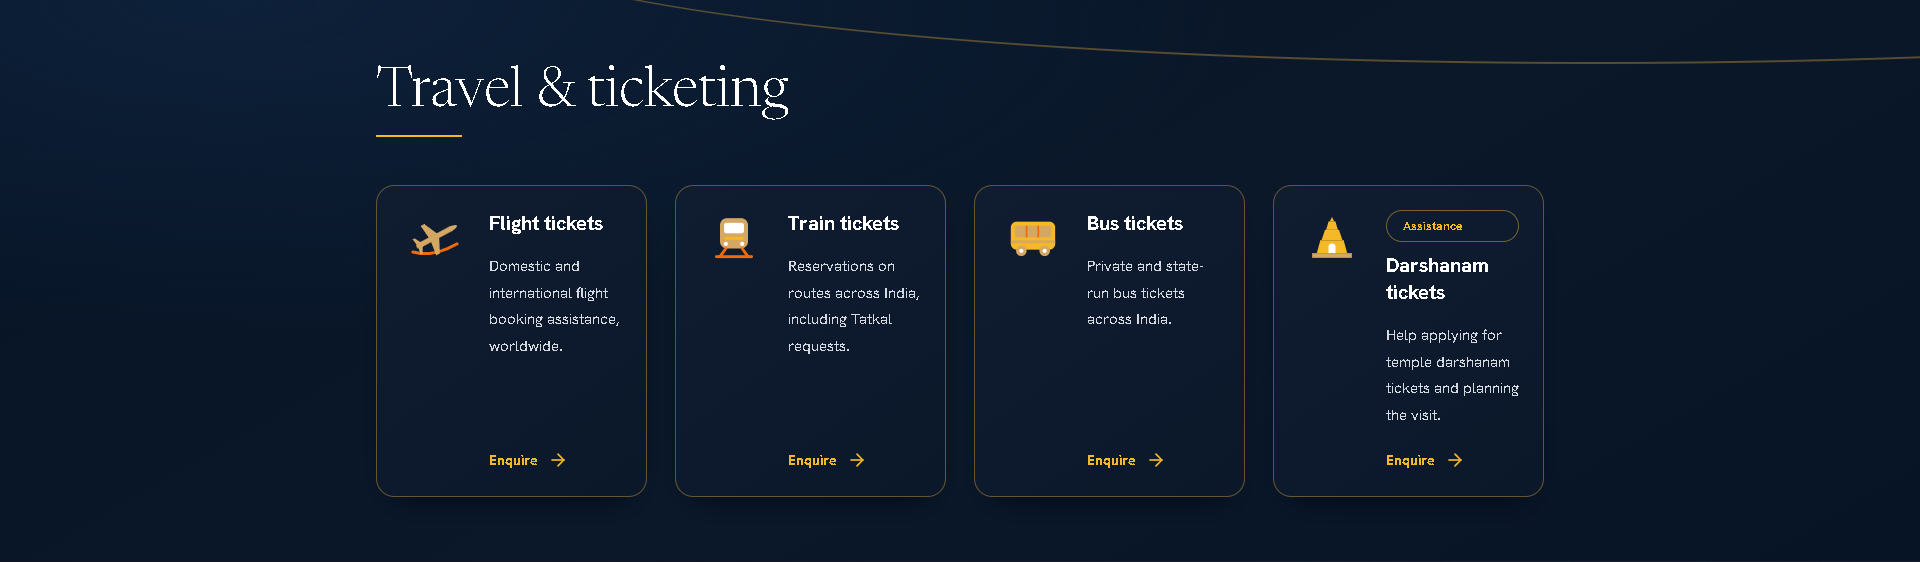 Travel & ticketing
Flight tickets
Domestic and
international flight
booking assistance,
worldwide.
Enquire
Train tickets
Reservations on
routes across India,
including Tatkal
requests.
Enquire
Bus tickets
Private and state-
run bus tickets
across India.
Enquire
Assistance
Darshanam
tickets
Help applying for
temple darshanam
tickets and planning
the visit.
Enquire